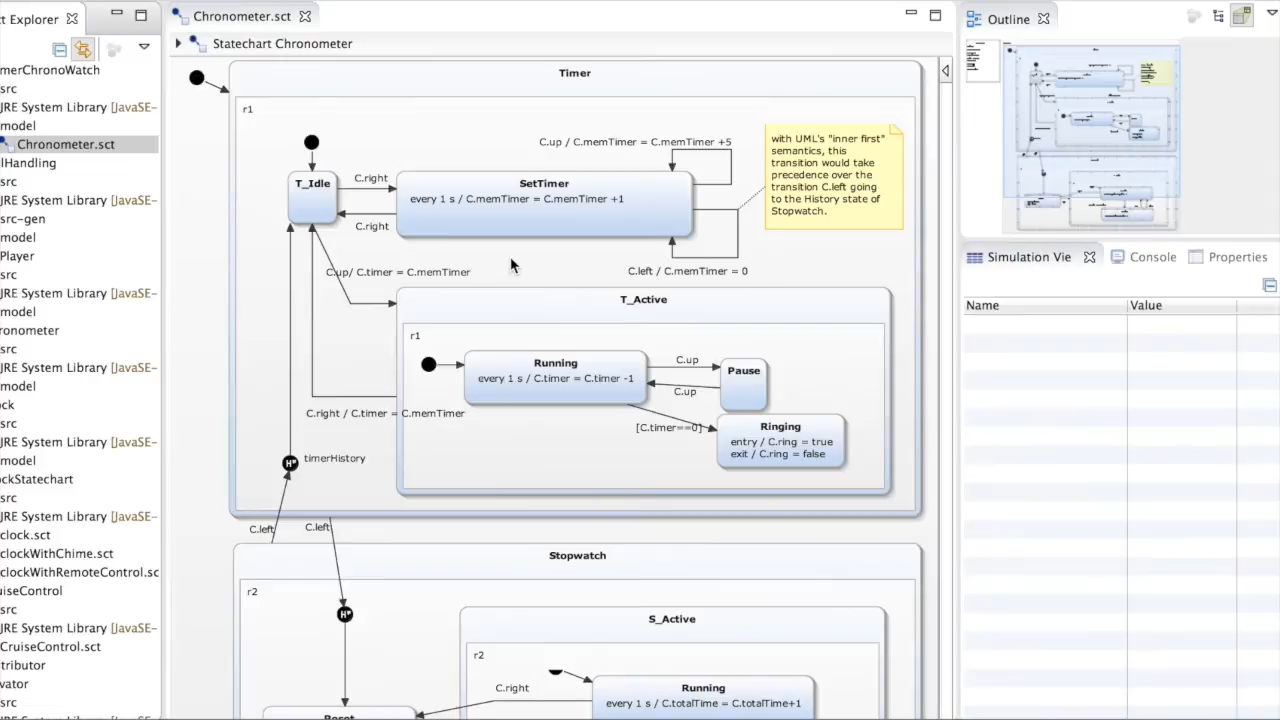 t Explorer
merChronoWatch
src
JRE System Library [JavaSE-
model
Chronometer.sct
lHandling
src
JRE System Library [JavaSE-
src-gen
model
Player
src
JRE System Library [JavaSE-
model
ronometer
src
JRE System Library [JavaSE-
model
ock
src
JRE System Library [JavaSE-
model
ockStatechart
src
JRE System Library [JavaSE-
clock.sct
clockWithChime.sct
clockWithRemoteControl.sc
uiseControl
src
JRE System Library [JavaSE-
CruiseControl.sct
tributor
vator
src
Chronometer.sct
Statechart Chronometer
Timer
r1
C.up / C.memTimer = C.memTimer +5
with UML's "inner first"
semantics, this
transition would take
precedence over the
transition C.left going
to the History state of
Stopwatch.
T_Idle
C.right
SetTimer
every 1 s / C.memTimer = C.memTimer +1
C.right
C.up/ C.timer = C.memTimer
C.left / C.memTimer = 0
T_Active
r1
Running
every 1 s / C.timer = C.timer -1
C.up
Pause
C.up
C.right / C.timer = C.memTimer
[C.timer==0]
Ringing
entry / C.ring = true
exit / C.ring = false
H*
timerHistory
C.left
C.left
Stopwatch
r2
H*
S_Active
r2
C.right
Running
every 1 s / C.totalTime = C.totalTime+1
Reset
Outline
Simulation Vie
Console
Properties
Name
Value